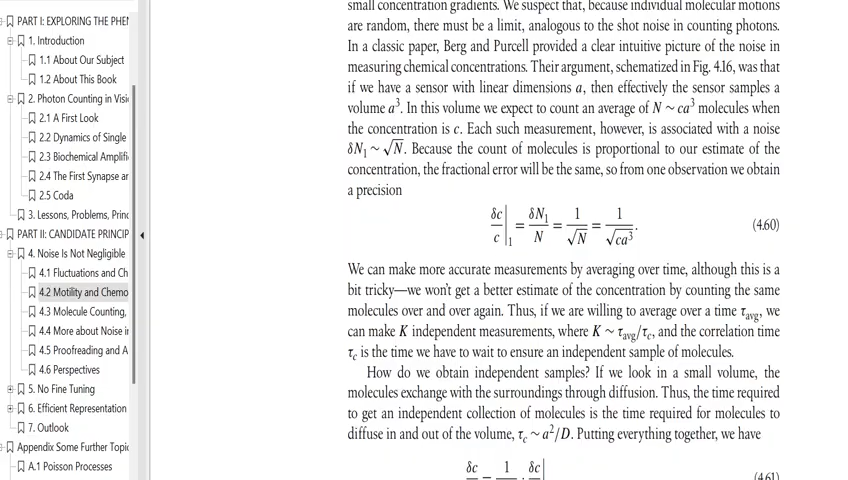 PART I: EXPLORING THE PHEN
1. Introduction
1.1 About Our Subject
1.2 About This Book
2. Photon Counting in Visi
2.1 A First Look
2.2 Dynamics of Single
2.3 Biochemical Amplifi
2.4 The First Synapse an
2.5 Coda
3. Lessons, Problems, Princ
PART II: CANDIDATE PRINCIP
4. Noise Is Not Negligible
4.1 Fluctuations and Ch
4.2 Motility and Chemo
4.3 Molecule Counting,
4.4 More about Noise in
4.5 Proofreading and A
4.6 Perspectives
5. No Fine Tuning
6. Efficient Representation
7. Outlook
Appendix Some Further Topic
A.1 Poisson Processes
small concentration gradients. We suspect that, because individual molecular motions
are random, there must be a limit, analogous to the shot noise in counting photons.
In a classic paper, Berg and Purcell provided a clear intuitive picture of the noise in
measuring chemical concentrations. Their argument, schematized in Fig. 4.16, was that
if we have a sensor with linear dimensions a, then effectively the sensor samples a
volume a³. In this volume we expect to count an average of N ∼ ca³ molecules when
the concentration is c. Each such measurement, however, is associated with a noise
δN₁ ∼ √N. Because the count of molecules is proportional to our estimate of the
concentration, the fractional error will be the same, so from one observation we obtain
a precision
δc/c |₁ = δN₁/N = 1/√N = 1/√ca³. (4.60)
We can make more accurate measurements by averaging over time, although this is a
bit tricky—we won't get a better estimate of the concentration by counting the same
molecules over and over again. Thus, if we are willing to average over a time τavg, we
can make K independent measurements, where K ∼ τavg/τc, and the correlation time
τc is the time we have to wait to ensure an independent sample of molecules.
How do we obtain independent samples? If we look in a small volume, the
molecules exchange with the surroundings through diffusion. Thus, the time required
to get an independent collection of molecules is the time required for molecules to
diffuse in and out of the volume, τc ∼ a²/D. Putting everything together, we have
δc = 1 · δc| (4.61)